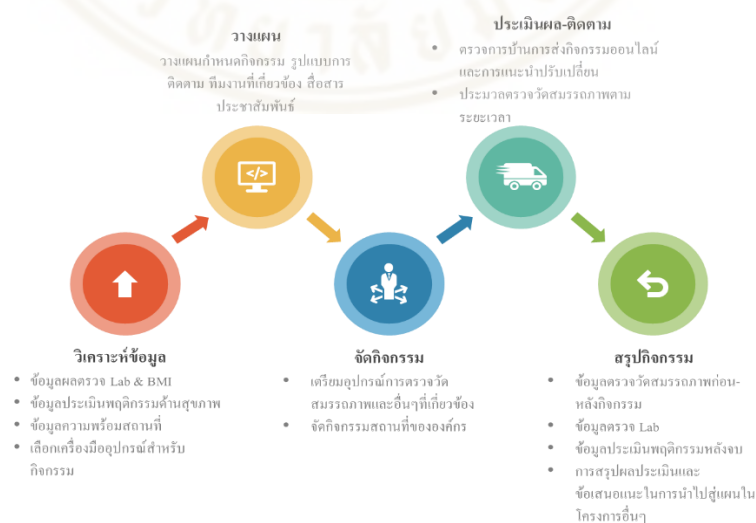 วางแผน
วางแผนกำหนดกิจกรรม รูปแบบการ
ติดตาม ทีมงานที่เกี่ยวข้อง สื่อสาร
ประชาสัมพันธ์
ประเมินผล-ติดตาม
• ตรวจการบ้านการส่งกิจกรรมออนไลน์
และการแนะนำปรับเปลี่ยน
• ประมวลตรวจวัดสมรรถภาพตาม
ระยะเวลา
</>
วิเคราะห์ข้อมูล
• ข้อมูลผลตรวจ Lab & BMI
• ข้อมูลประเมินพฤติกรรมด้านสุขภาพ
• ข้อมูลความพร้อมสถานที่
• เลือกเครื่องมืออุปกรณ์สำหรับ
กิจกรรม
จัดกิจกรรม
• เตรียมอุปกรณ์การตรวจวัด
สมรรถภาพและอื่นๆที่เกี่ยวข้อง
• จัดกิจกรรมสถานที่ขององค์กร
สรุปกิจกรรม
• ข้อมูลตรวจวัดสมรรถภาพก่อน-
หลังกิจกรรม
• ข้อมูลตรวจ Lab
• ข้อมูลประเมินพฤติกรรมหลังจบ
• การสรุปผลประเมินและ
ข้อเสนอแนะในการนำไปสู่แผนใน
โครงการอื่นๆ